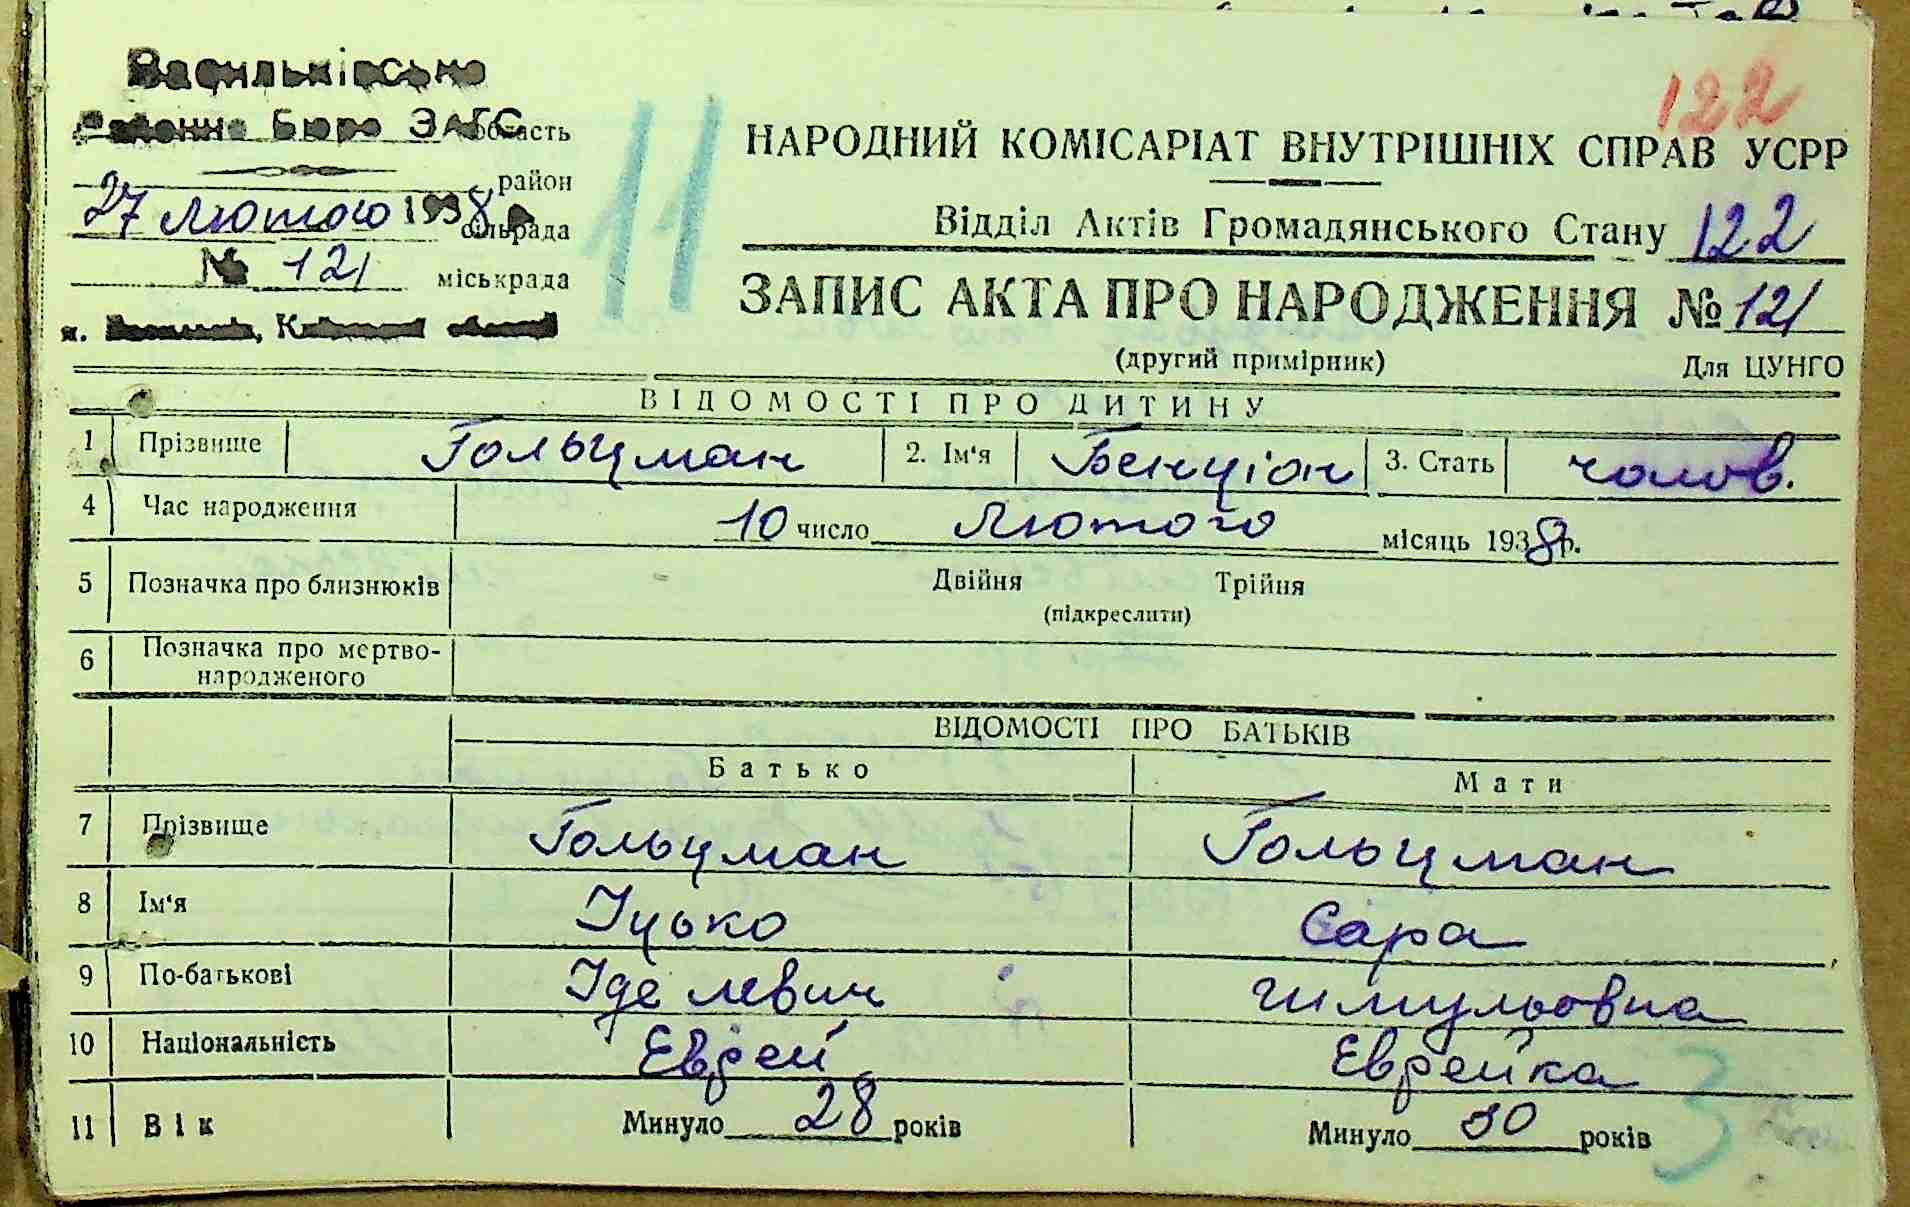 Васильківське
Районне Бюро ЗАГС область
район
27 лютого 1938 р сільрада
№ 121 міськрада
м. , Київської області
11
122
НАРОДНИЙ КОМІСАРІАТ ВНУТРІШНІХ СПРАВ УСРР
Відділ Актів Громадянського Стану 122
ЗАПИС АКТА ПРО НАРОДЖЕННЯ № 121
(другий примірник) Для ЦУНГО
ВІДОМОСТІ ПРО ДИТИНУ
1 Прізвище Гольцман 2. Ім'я Бенціон 3. Стать чолов.
4 Час народження 10 число Лютого місяць 1938 р.
5 Позначка про близнюків Двійня Трійня
(підкреслити)
6 Позначка про мертво-
народженого
ВІДОМОСТІ ПРО БАТЬКІВ
Батько Мати
7 Прізвище Гольцман Гольцман
8 Ім'я Іцько Сара
9 По-батькові Іделевич Шмульовна
10 Національність Еврей Еврейка
11 Вік Минуло 28 років Минуло 30 років
3